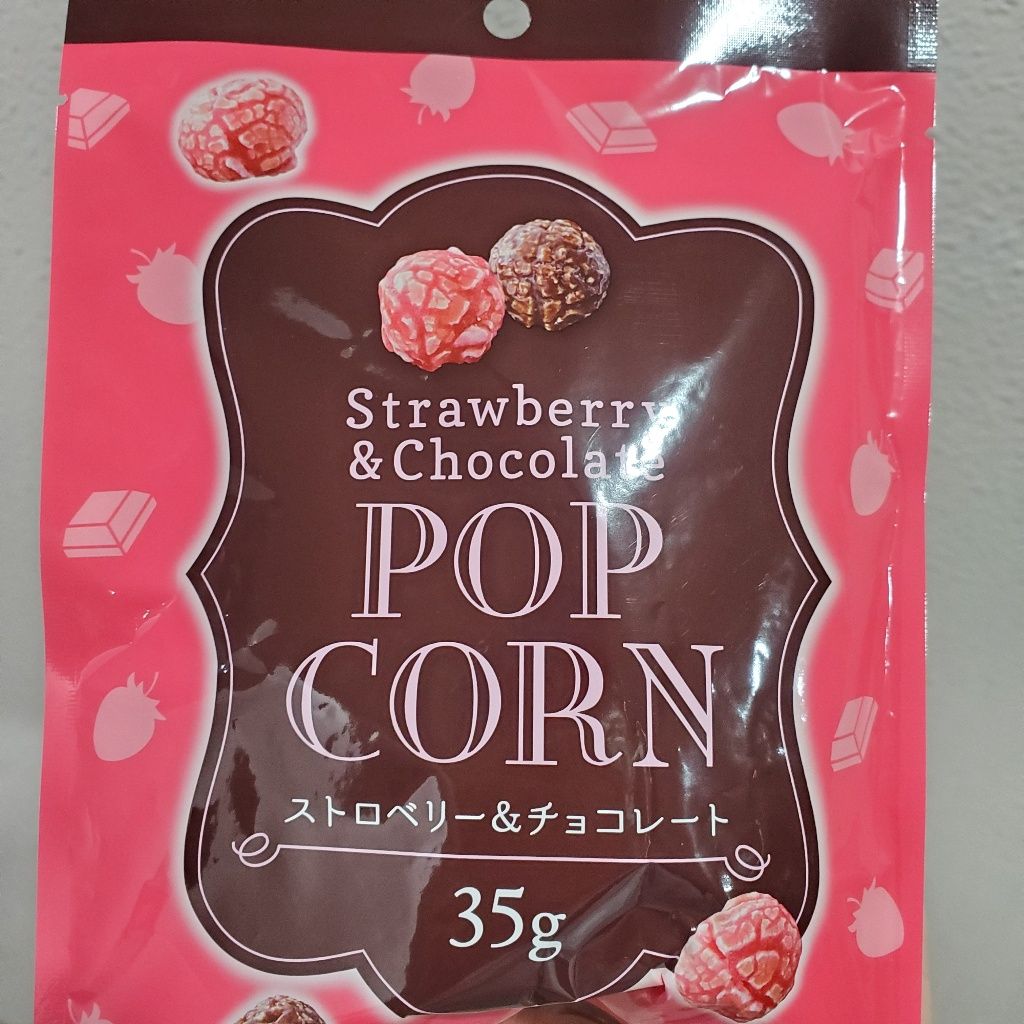 Strawberry
&Chocolate
POP
CORN
ストロベリー&チョコレート
35g